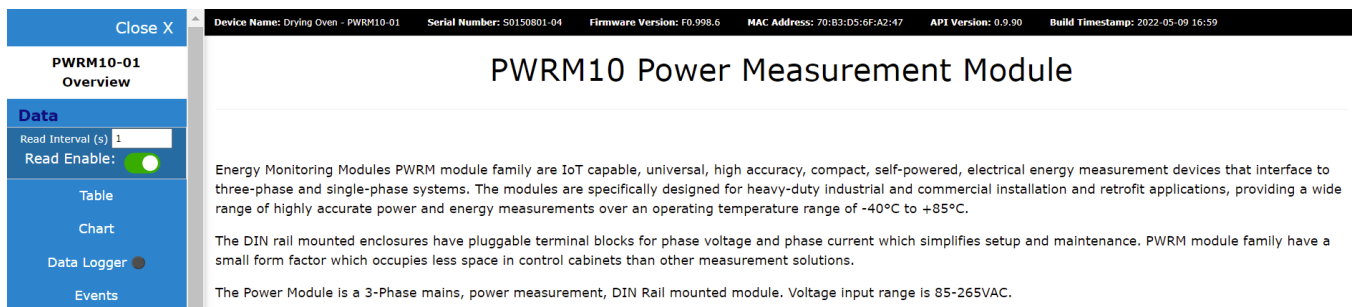 Close X
PWRM10-01
Overview
Data
Read Interval (s) 1
Read Enable:
Table
Chart
Data Logger
Events
Device Name: Drying Oven - PWRM10-01 Serial Number: S0150801-04 Firmware Version: F0.998.6 MAC Address: 70:B3:D5:6F:A2:47 API Version: 0.9.90 Build Timestamp: 2022-05-09 16:59
PWRM10 Power Measurement Module
Energy Monitoring Modules PWRM module family are IoT capable, universal, high accuracy, compact, self-powered, electrical energy measurement devices that interface to
three-phase and single-phase systems. The modules are specifically designed for heavy-duty industrial and commercial installation and retrofit applications, providing a wide
range of highly accurate power and energy measurements over an operating temperature range of -40°C to +85°C.
The DIN rail mounted enclosures have pluggable terminal blocks for phase voltage and phase current which simplifies setup and maintenance. PWRM module family have a
small form factor which occupies less space in control cabinets than other measurement solutions.
The Power Module is a 3-Phase mains, power measurement, DIN Rail mounted module. Voltage input range is 85-265VAC.